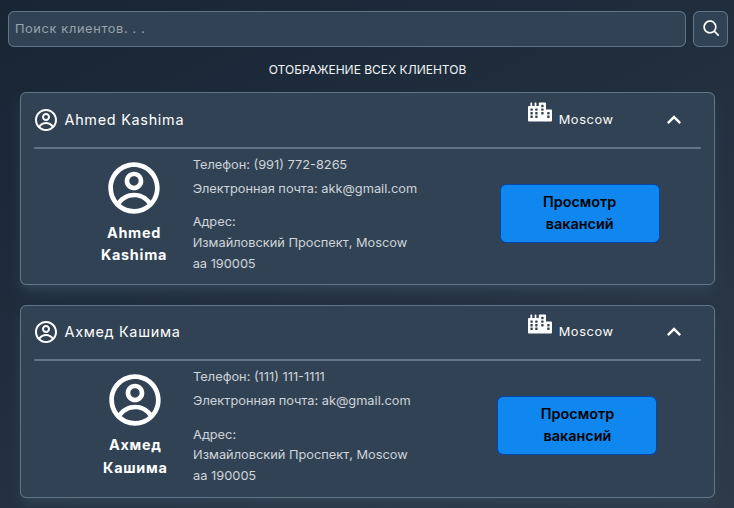 Поиск клиентов. . .
ОТОБРАЖЕНИЕ ВСЕХ КЛИЕНТОВ
Ahmed Kashima
Moscow
Ahmed
Kashima
Телефон: (991) 772-8265
Электронная почта: akk@gmail.com
Адрес:
Измайловский Проспект, Moscow
aa 190005
Просмотр
вакансий
Ахмед Кашима
Moscow
Ахмед
Кашима
Телефон: (111) 111-1111
Электронная почта: ak@gmail.com
Адрес:
Измайловский Проспект, Moscow
aa 190005
Просмотр
вакансий